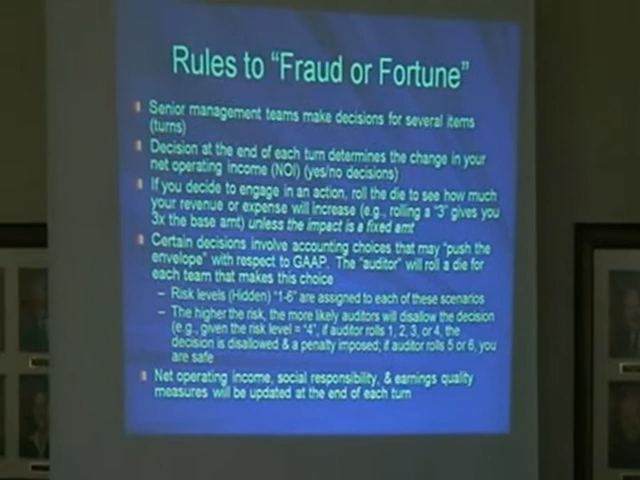 Rules to “Fraud or Fortune”
Senior management teams make decisions for several items
(turns)
Decision at the end of each turn determines the change in your
net operating income (NOI) (yes/no decisions)
If you decide to engage in an action, roll the die to see how much
your revenue or expense will increase (e.g., rolling a “3” gives you
3x the base amt) unless the impact is a fixed amt
Certain decisions involve accounting choices that may “push the
envelope” with respect to GAAP. The “auditor” will roll a die for
each team that makes this choice
– Risk levels (Hidden) “1-6” are assigned to each of these scenarios
– The higher the risk, the more likely auditors will disallow the decision
(e.g., given the risk level = “4”, if auditor rolls 1, 2, 3, or 4, the
decision is disallowed & a penalty imposed; if auditor rolls 5 or 6, you
are safe
Net operating income, social responsibility, & earnings quality
measures will be updated at the end of each turn